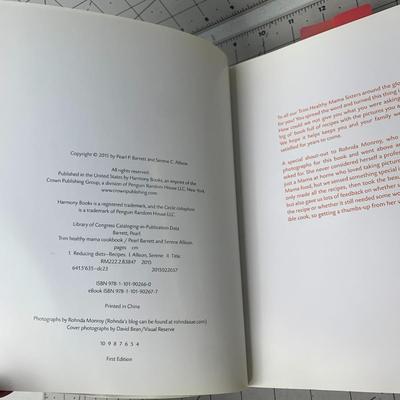 Copyright © 2015 by Pearl P. Barrett and Serene C. Allison
All rights reserved.
Published in the United States by Harmony Books, an imprint of the
Crown Publishing Group, a division of Penguin Random House LLC, New York.
www.crownpublishing.com
Harmony Books is a registered trademark, and the Circle colophon
is a trademark of Penguin Random House LLC.
Library of Congress Cataloging-in-Publication Data
Barrett, Pearl.
Trim healthy mama cookbook / Pearl Barrett and Serene Allison.
pages cm
1. Reducing diets—Recipes. I. Allison, Serene. II. Title.
RM222.2.B3847 2015
641.5'635–dc23 2015022057
ISBN 978-1-101-90266-0
eBook ISBN 978-1-101-90267-7
Printed in China
Photographs by Rohnda Monroy (Rohnda's blog can be found at rohndasue.com)
Cover photographs by David Bean/Visual Reserve
10 9 8 7 6 5 4
First Edition
To all our Trim Healthy Mama Sisters around the glo
for you! You spread the word and turned this thing i
How could we not give you what you were asking
big ol' book full of recipes with the pictures you a
We hope it helps keeps you and your family we
satisfied for years to come.
A special shout-out to Rohnda Monroy, who
photographs for this book and went above an
asked for. She never considered herself a profes
just a Mama at home who loved taking picture
Mama food, but we sensed something special i
only made all the recipes, then took the bea
but also gave us lots of feedback on whether
the recipe or whether it still needed some wo
ible cook, so getting a thumbs-up from her
10
11
12